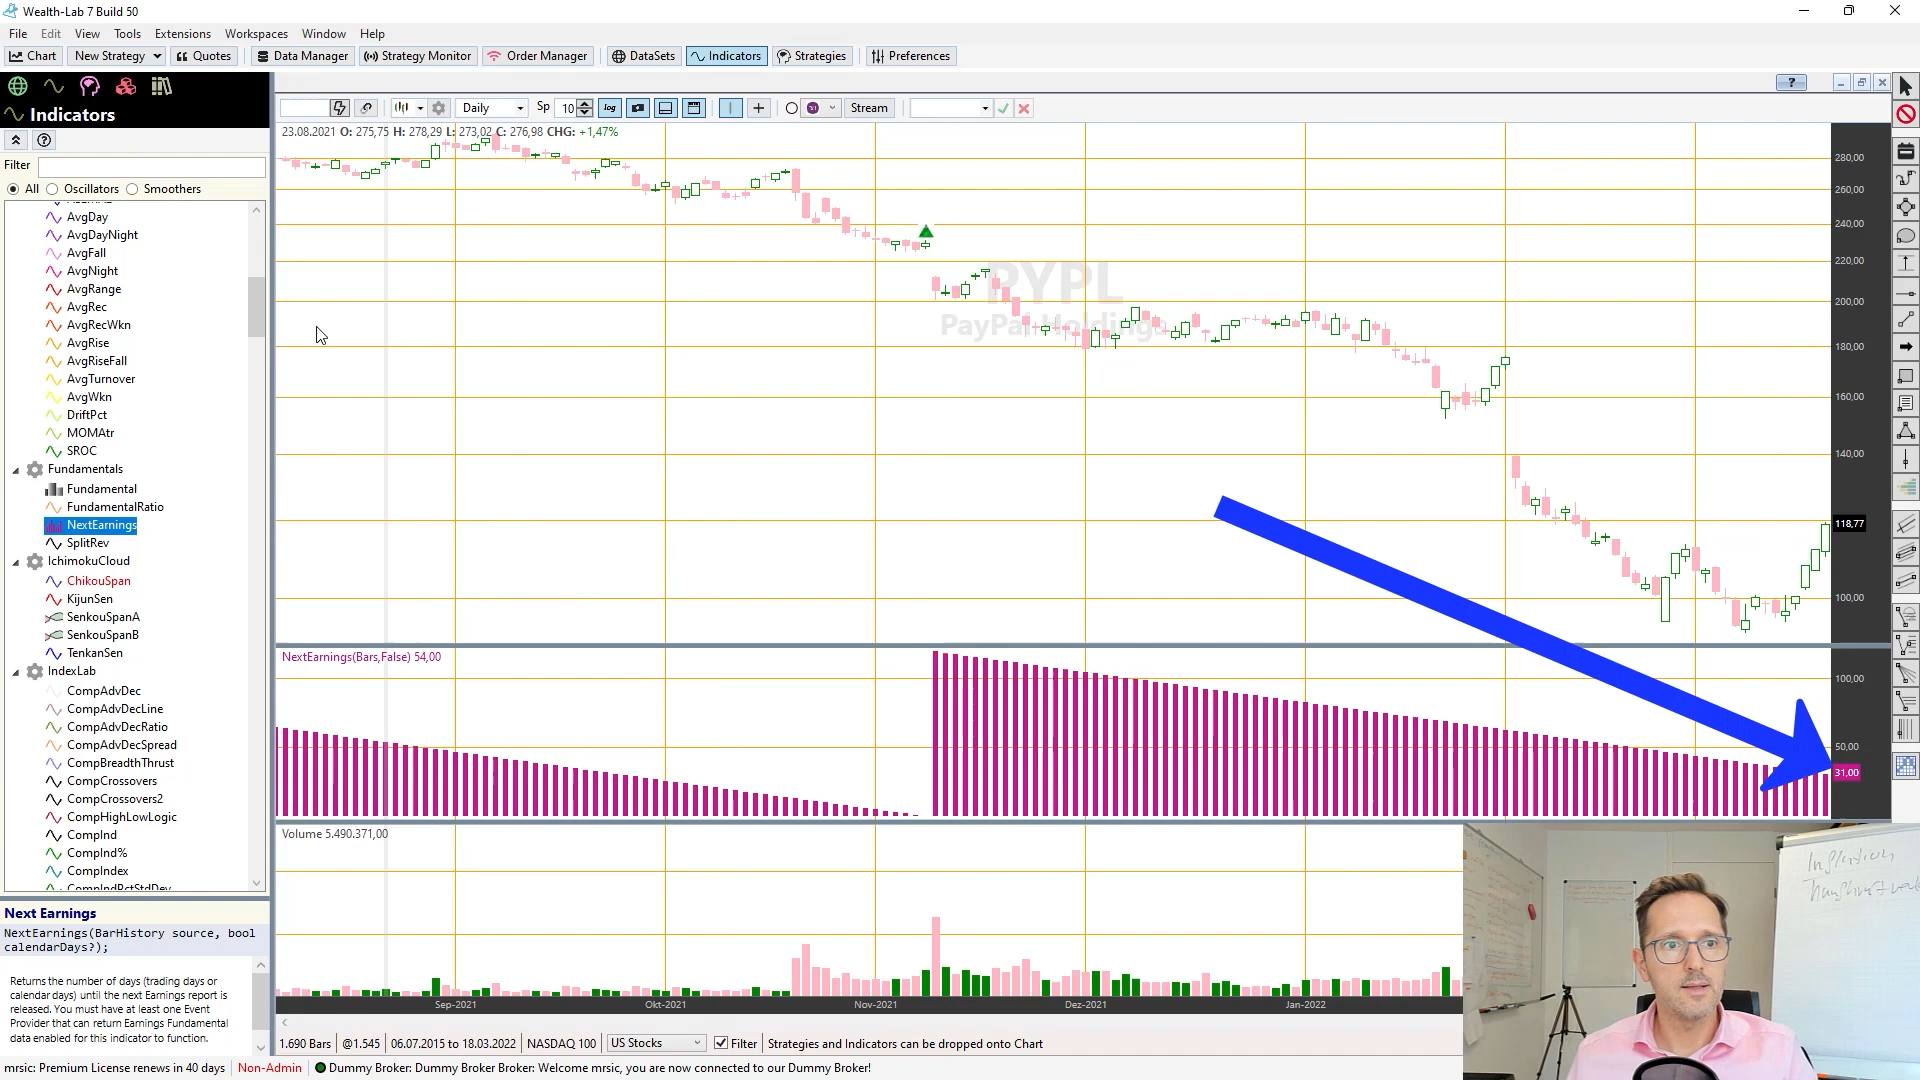 Wealth-Lab 7 Build 50
File Edit View Tools Extensions Workspaces Window Help
Chart New Strategy Quotes Data Manager Strategy Monitor Order Manager DataSets Indicators Strategies Preferences
Indicators
Filter
All Oscillators Smoothers
AvgDay
AvgDayNight
AvgFall
AvgNight
AvgRange
AvgRec
AvgRecWkn
AvgRise
AvgRiseFall
AvgTurnover
AvgWkn
DriftPct
MOMAtr
SROC
Fundamentals
Fundamental
FundamentalRatio
NextEarnings
SplitRev
IchimokuCloud
ChikouSpan
KijunSen
SenkouSpanA
SenkouSpanB
TenkanSen
IndexLab
CompAdvDec
CompAdvDecLine
CompAdvDecRatio
CompAdvDecSpread
CompBreadthThrust
CompCrossovers
CompCrossovers2
CompHighLowLogic
CompInd
CompInd%
CompIndex
CompIndPctStdDev
Next Earnings
NextEarnings(BarHistory source, bool
calendarDays?);
Returns the number of days (trading days or
calendar days) until the next Earnings report is
released. You must have at least one Event
Provider that can return Earnings Fundamental
data enabled for this indicator to function.
Daily Sp 10 log Stream
23.08.2021 O: 275,75 H: 278,29 L: 273,02 C: 276,98 CHG: +1,47%
PYPL
PayPal Holdings
280,00
260,00
240,00
220,00
200,00
180,00
160,00
140,00
118,77
100,00
NextEarnings(Bars,False) 54,00
100,00
50,00
31,00
Volume 5.490.371,00
Sep-2021 Okt-2021 Nov-2021 Dez-2021 Jan-2022
1.690 Bars @1.545 06.07.2015 to 18.03.2022 NASDAQ 100 US Stocks Filter Strategies and Indicators can be dropped onto Chart
mrsic: Premium License renews in 40 days Non-Admin Dummy Broker: Dummy Broker Broker: Welcome mrsic, you are now connected to our Dummy Broker!